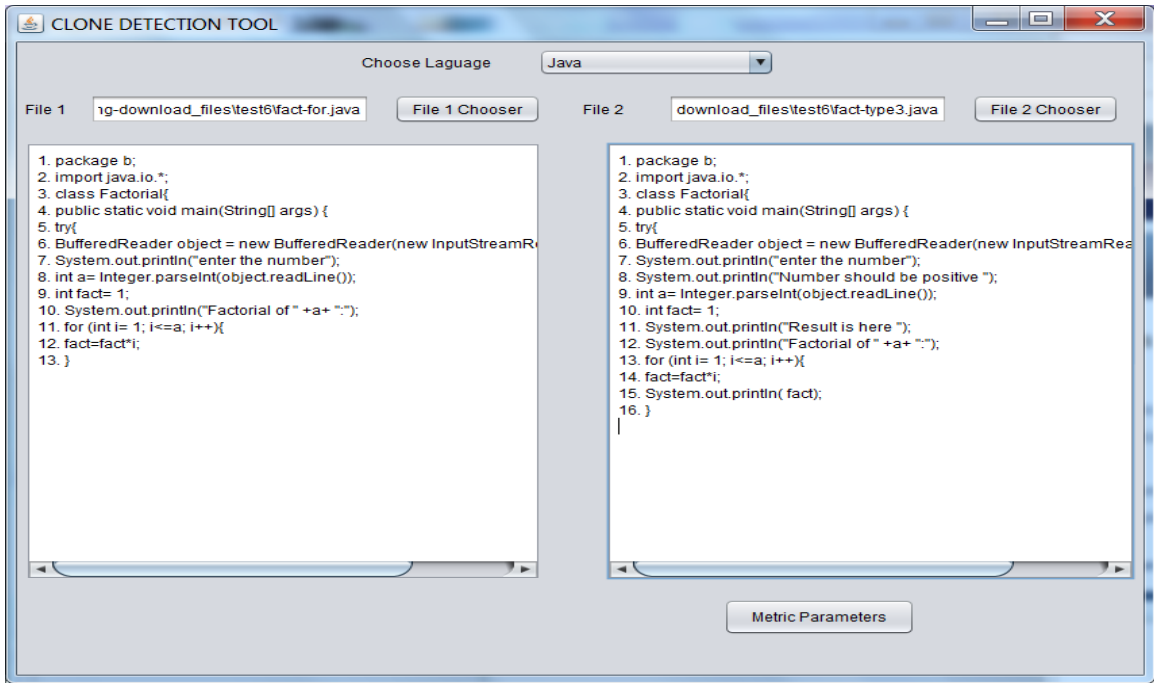 CLONE DETECTION TOOL
Choose Laguage Java
File 1 ng-download_files\test6\fact-for.java File 1 Chooser File 2 download_files\test6\fact-type3.java File 2 Chooser
1. package b;
2. import java.io.*;
3. class Factorial{
4. public static void main(String[] args) {
5. try{
6. BufferedReader object = new BufferedReader(new InputStreamR
7. System.out.println("enter the number");
8. int a= Integer.parseInt(object.readLine());
9. int fact= 1;
10. System.out.println("Factorial of " +a+ ":");
11. for (int i= 1; i<=a; i++){
12. fact=fact*i;
13. }
1. package b;
2. import java.io.*;
3. class Factorial{
4. public static void main(String[] args) {
5. try{
6. BufferedReader object = new BufferedReader(new InputStreamRea
7. System.out.println("enter the number");
8. System.out.println("Number should be positive ");
9. int a= Integer.parseInt(object.readLine());
10. int fact= 1;
11. System.out.println("Result is here ");
12. System.out.println("Factorial of " +a+ ":");
13. for (int i= 1; i<=a; i++){
14. fact=fact*i;
15. System.out.println( fact);
16. }
Metric Parameters